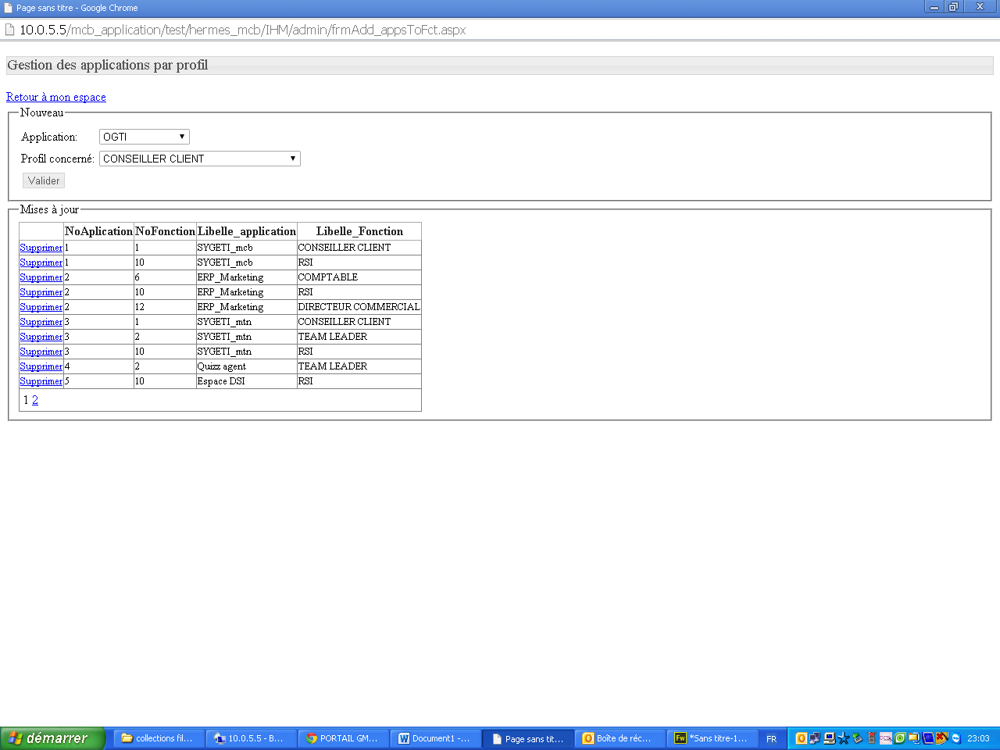 Page sans titre - Google Chrome
10.0.5.5/mcb_application/test/hermes_mcb/IHM/admin/frmAdd_appsToFct.aspx
Gestion des applications par profil
Retour à mon espace
Nouveau
Application: OGTI
Profil concerné: CONSEILLER CLIENT
Valider
Mises à jour
NoAplication NoFonction Libelle_application Libelle_Fonction
Supprimer 1 1 SYGETI_mcb CONSEILLER CLIENT
Supprimer 1 10 SYGETI_mcb RSI
Supprimer 2 6 ERP_Marketing COMPTABLE
Supprimer 2 10 ERP_Marketing RSI
Supprimer 2 12 ERP_Marketing DIRECTEUR COMMERCIAL
Supprimer 3 1 SYGETI_mtn CONSEILLER CLIENT
Supprimer 3 2 SYGETI_mtn TEAM LEADER
Supprimer 3 10 SYGETI_mtn RSI
Supprimer 4 2 Quizz agent TEAM LEADER
Supprimer 5 10 Espace DSI RSI
1 2
démarrer collections fil... 10.0.5.5 - B... PORTAIL GM... Document1 -... Page sans tit... Boîte de réc... *Sans titre-1... FR 23:03